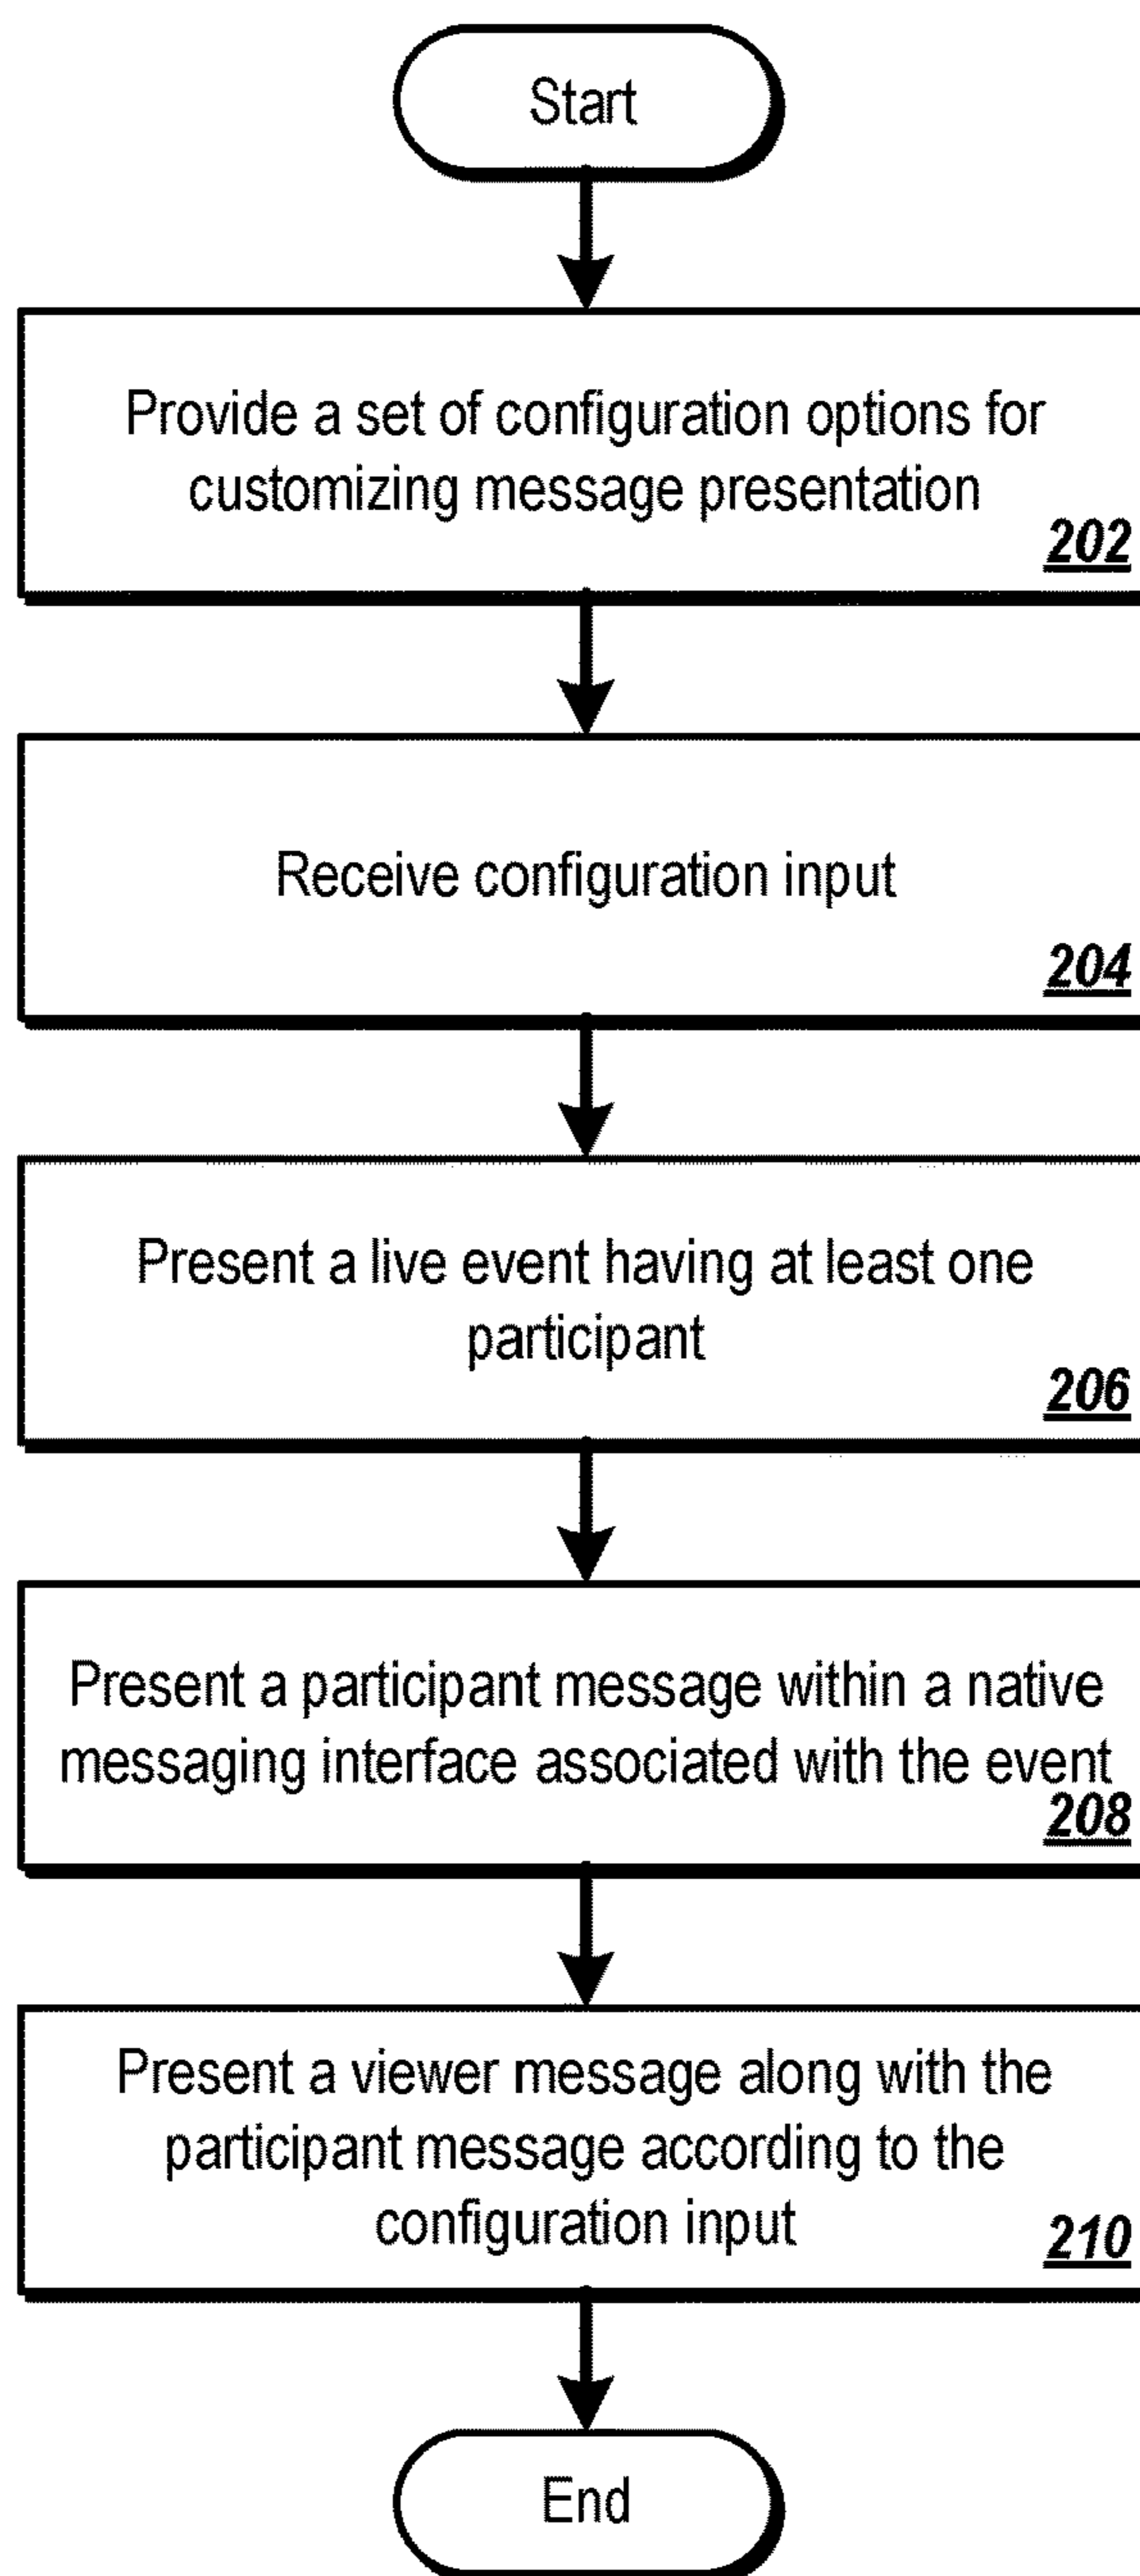 Start
Provide a set of configuration options for
customizing message presentation
202
Receive configuration input
204
Present a live event having at least one
participant
206
Present a participant message within a native
messaging interface associated with the event
208
Present a viewer message along with the
participant message according to the
configuration input
210
End